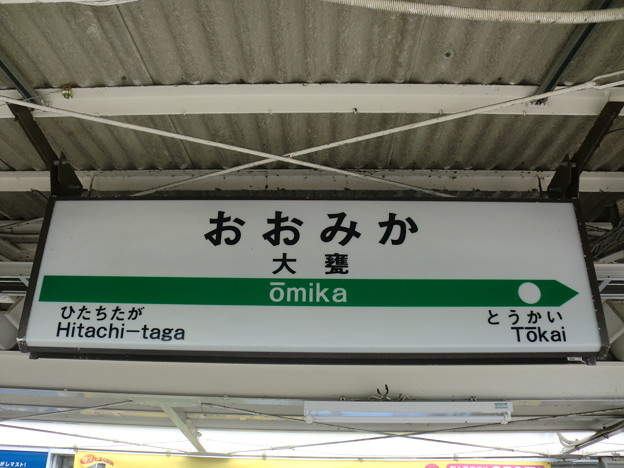 おおみか
大甕
ōmika
ひたちたが
Hitachi-taga
とうかい
Tōkai